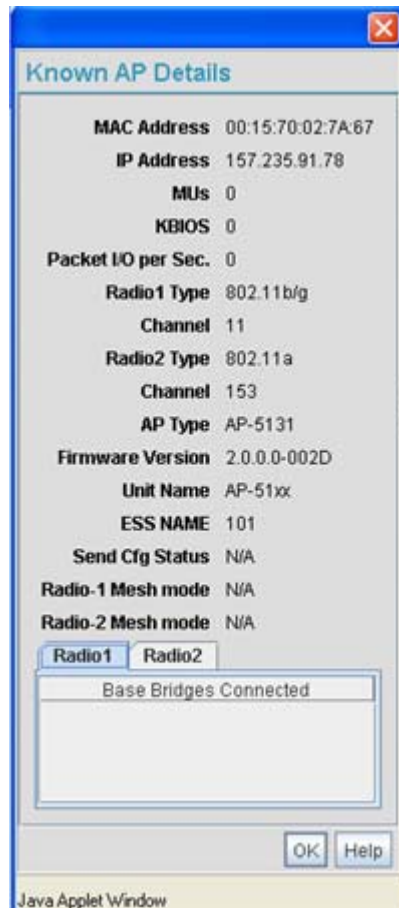 Known AP Details
MAC Address 00:15:70:02:7A:67
IP Address 157.235.91.78
MUs 0
KBIOS 0
Packet I/O per Sec. 0
Radio1 Type 802.11b/g
Channel 11
Radio2 Type 802.11a
Channel 153
AP Type AP-5131
Firmware Version 2.0.0.0-002D
Unit Name AP-51xx
ESS NAME 101
Send Cfg Status N/A
Radio-1 Mesh mode N/A
Radio-2 Mesh mode N/A
Radio1 Radio2
Base Bridges Connected
OK Help
Java Applet Window